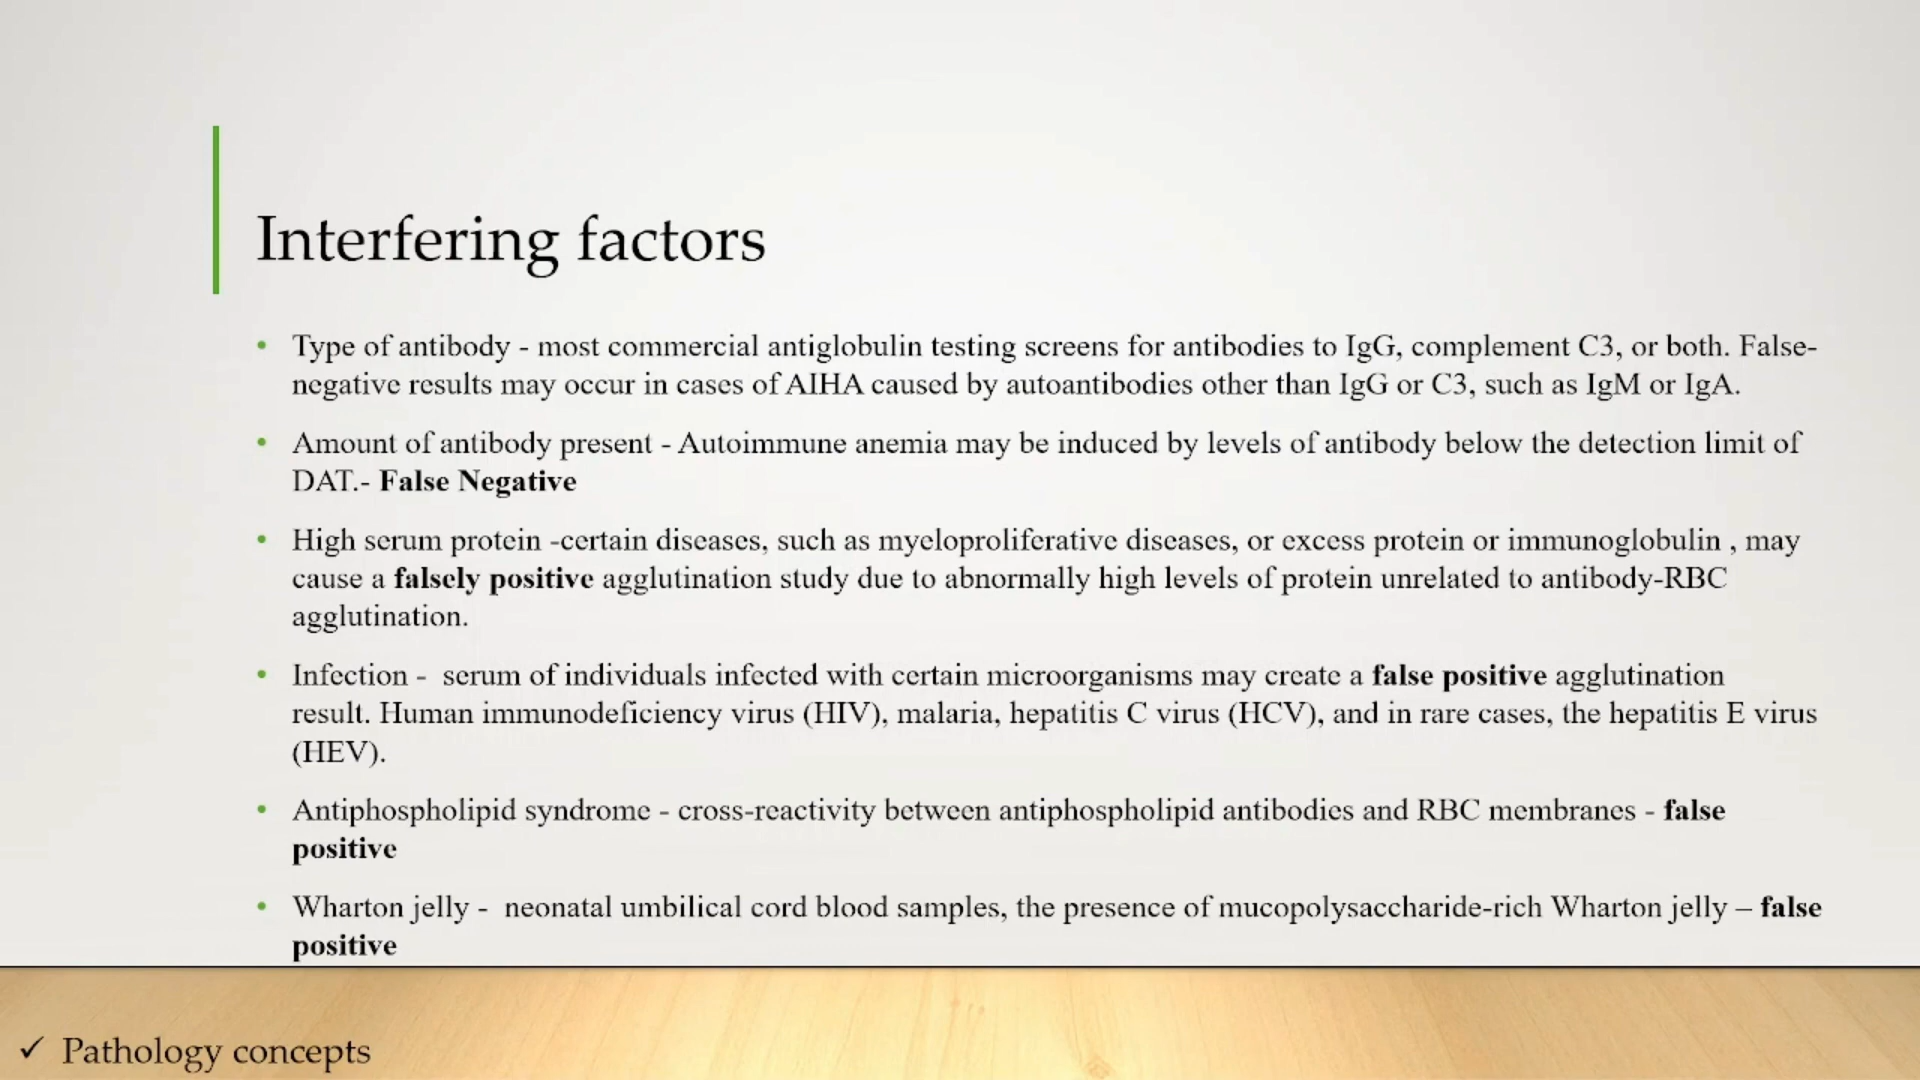 Interfering factors
• Type of antibody - most commercial antiglobulin testing screens for antibodies to IgG, complement C3, or both. False-
negative results may occur in cases of AIHA caused by autoantibodies other than IgG or C3, such as IgM or IgA.
• Amount of antibody present - Autoimmune anemia may be induced by levels of antibody below the detection limit of
DAT.- False Negative
• High serum protein -certain diseases, such as myeloproliferative diseases, or excess protein or immunoglobulin , may
cause a falsely positive agglutination study due to abnormally high levels of protein unrelated to antibody-RBC
agglutination.
• Infection -  serum of individuals infected with certain microorganisms may create a false positive agglutination
result. Human immunodeficiency virus (HIV), malaria, hepatitis C virus (HCV), and in rare cases, the hepatitis E virus
(HEV).
• Antiphospholipid syndrome - cross-reactivity between antiphospholipid antibodies and RBC membranes - false
positive
• Wharton jelly -  neonatal umbilical cord blood samples, the presence of mucopolysaccharide-rich Wharton jelly – false
positive
✓ Pathology concepts